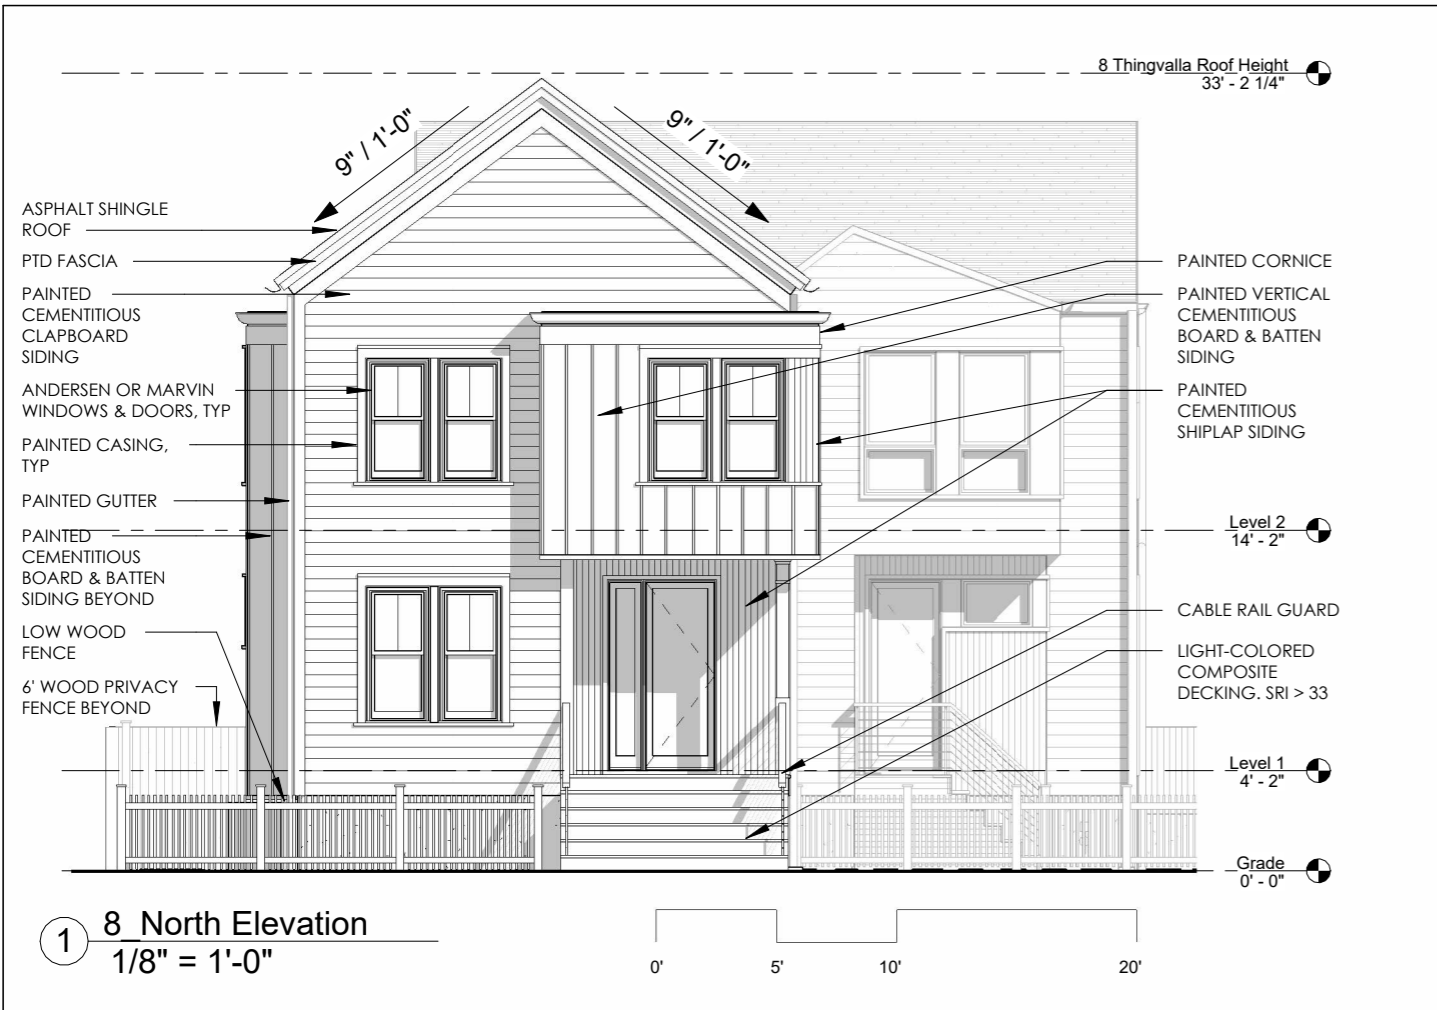 8 Thingvalla Roof Height
33' - 2 1/4"
9" / 1'-0"
9" / 1'-0"
ASPHALT SHINGLE
ROOF
PTD FASCIA
PAINTED
CEMENTITIOUS
CLAPBOARD
SIDING
ANDERSEN OR MARVIN
WINDOWS & DOORS, TYP
PAINTED CASING,
TYP
PAINTED GUTTER
PAINTED
CEMENTITIOUS
BOARD & BATTEN
SIDING BEYOND
LOW WOOD
FENCE
6' WOOD PRIVACY
FENCE BEYOND
PAINTED CORNICE
PAINTED VERTICAL
CEMENTITIOUS
BOARD & BATTEN
SIDING
PAINTED
CEMENTITIOUS
SHIPLAP SIDING
Level 2
14' - 2"
CABLE RAIL GUARD
LIGHT-COLORED
COMPOSITE
DECKING. SRI > 33
Level 1
4' - 2"
Grade
0' - 0"
1
8_North Elevation
1/8" = 1'-0"
0'
5'
10'
20'